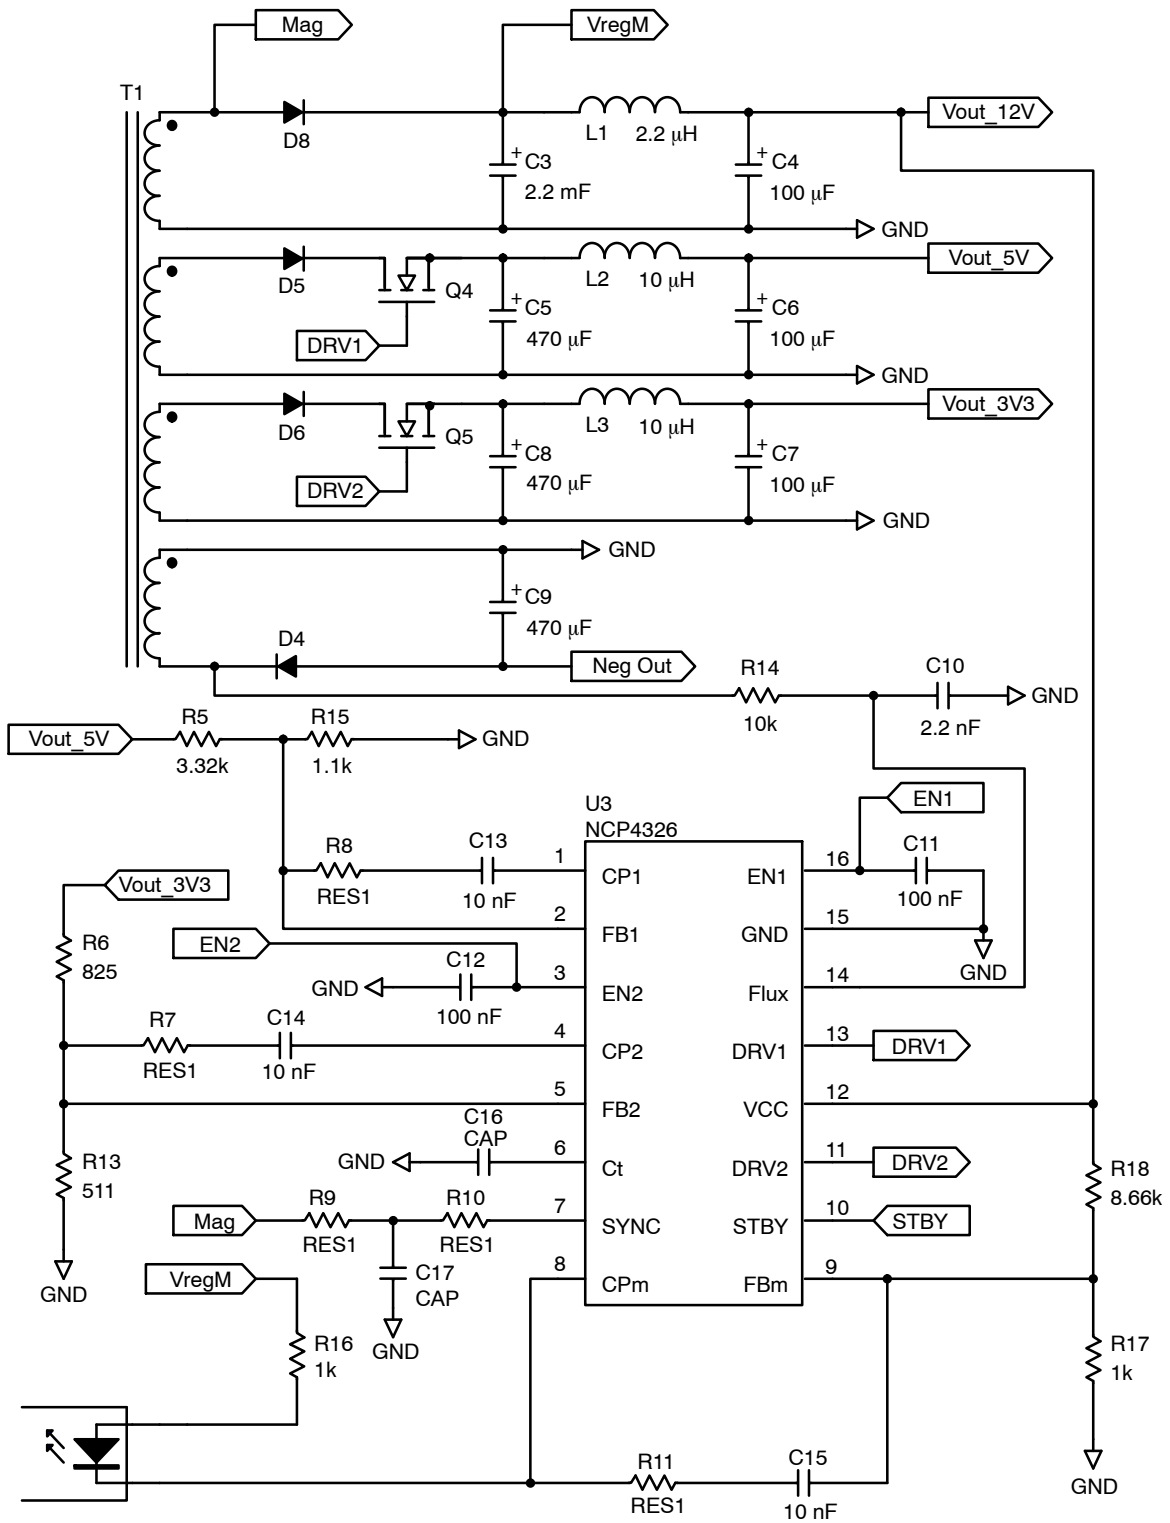 Mag
VregM
T1
D8
L1 2.2 μH
Vout_12V
+ C3
2.2 mF
+ C4
100 μF
GND
D5
Q4
L2 10 μH
Vout_5V
DRV1
+ C5
470 μF
+ C6
100 μF
GND
D6
Q5
L3 10 μH
Vout_3V3
DRV2
+ C8
470 μF
+ C7
100 μF
GND
GND
+ C9
470 μF
D4
Neg Out
R14
10k
C10
2.2 nF
GND
Vout_5V
R5
3.32k
R15
1.1k
GND
U3
NCP4326
EN1
R8
RES1
C13
10 nF
1 CP1
EN1 16
C11
100 nF
Vout_3V3
2 FB1
GND 15
GND
EN2
R6
825
GND
C12
100 nF
3 EN2
Flux 14
R7
RES1
C14
10 nF
4 CP2
DRV1 13
DRV1
5 FB2
VCC 12
C16
CAP
GND
6 Ct
DRV2 11
DRV2
R13
511
R18
8.66k
Mag
R9
RES1
R10
RES1
7 SYNC
STBY 10
STBY
GND
VregM
C17
CAP
GND
8 CPm
FBm 9
R16
1k
R17
1k
R11
RES1
C15
10 nF
GND